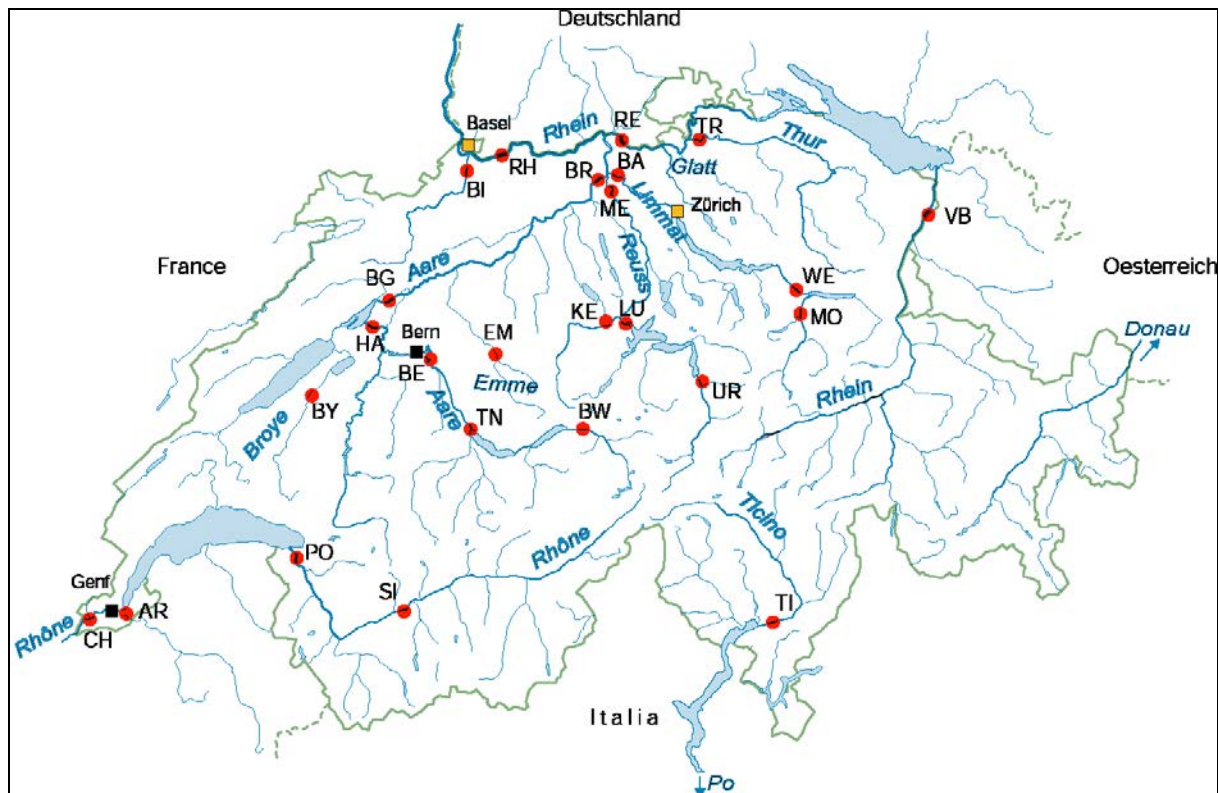 Deutschland
Basel
Rhein
RE
TR
Thur
RH
BR
BA
Glatt
BI
ME
Limmat
Zürich
VB
France
Aare
Reuss
Oesterreich
BG
WE
KE
LU
MO
Donau
HA
Bern
EM
BE
Emme
UR
Rhein
BY
Aare
TN
BW
Broye
Ticino
Rhône
PO
Genf
SI
TI
AR
Rhône
CH
Italia
Po